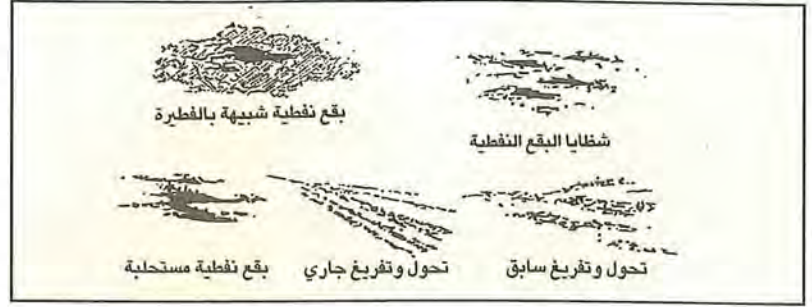 بقع نفطية شبيهة بالفطيرة
شظايا البقع النفطية
تحول وتفريغ سابق
تحول وتفريغ جاري
بقع نفطية مستحلبة